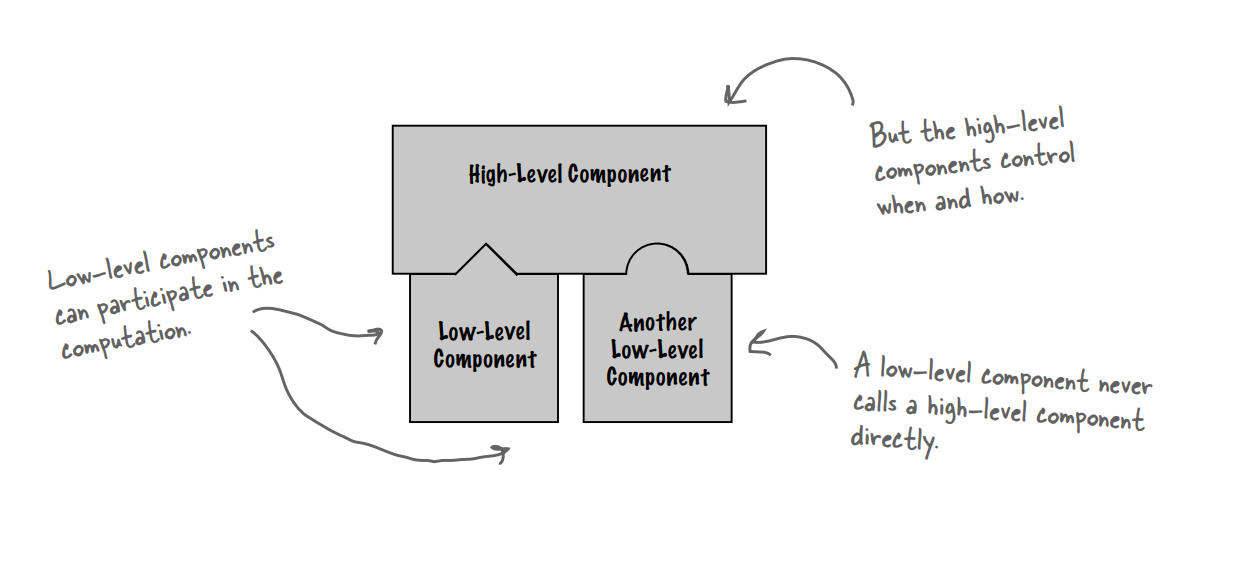 But the high-level
components control
when and how.
High-Level Component
Low-level components
can participate in the
computation.
Low-Level
Component
Another
Low-Level
Component
A low-level component never
calls a high-level component
directly.